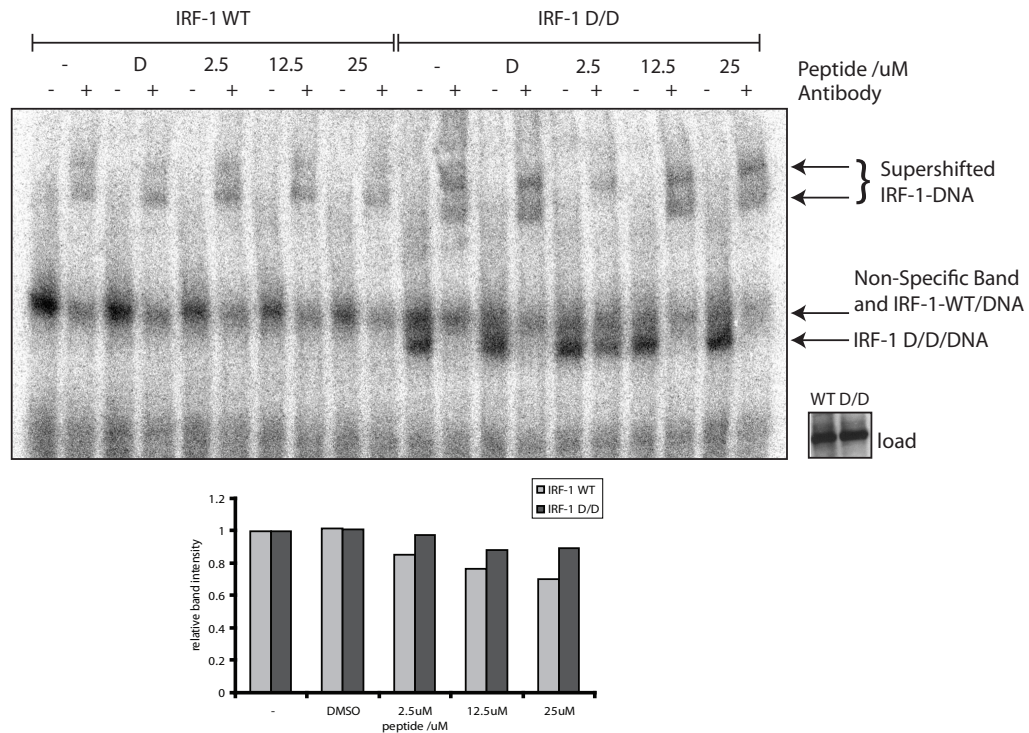 IRF-1 WT IRF-1 D/D
- D 2.5 12.5 25 - D 2.5 12.5 25 Peptide /uM
- + - + - + - + - + - + - + - + - + - + Antibody
Supershifted
IRF-1-DNA
Non-Specific Band
and IRF-1-WT/DNA
IRF-1 D/D/DNA
WT D/D
load
IRF-1 WT
IRF-1 D/D
relative band intensity
1.2
1
0.8
0.6
0.4
0.2
0
- DMSO 2.5uM 12.5uM 25uM
peptide /uM